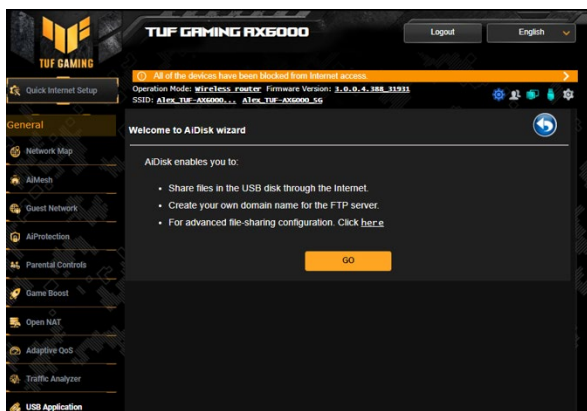 TUF GAMING AX6000
Logout
English
TUF GAMING
All of the devices have been blocked from Internet access.
Quick Internet Setup
Operation Mode: Wireless router Firmware Version: 3.0.0.4.388_31931
SSID: Alex_TUF-AX6000... Alex_TUF-AX6000_5G
General
Welcome to AiDisk wizard
Network Map
AiDisk enables you to:
AiMesh
• Share files in the USB disk through the Internet.
• Create your own domain name for the FTP server.
Guest Network
• For advanced file-sharing configuration. Click here
AiProtection
GO
Parental Controls
Game Boost
Open NAT
Adaptive QoS
Traffic Analyzer
USB Application